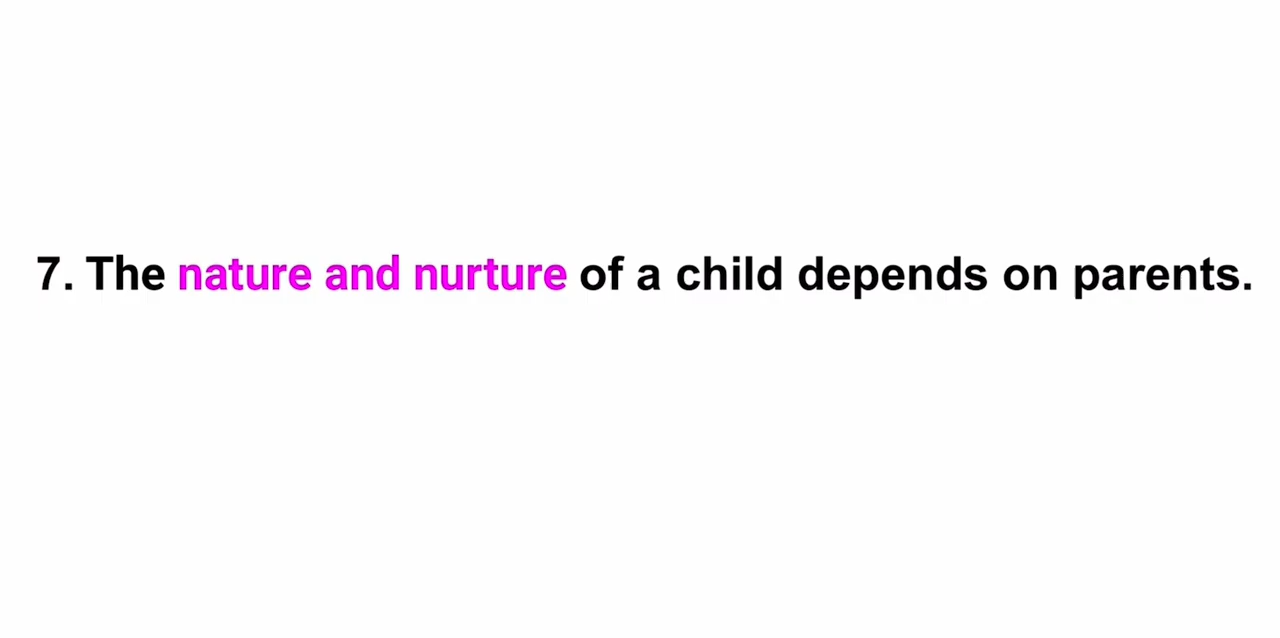 7. The nature and nurture of a child depends on parents.